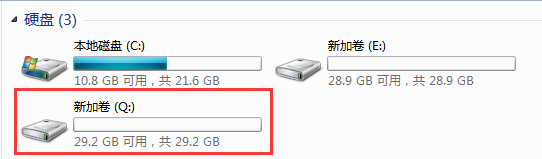 硬盘 (3)
本地磁盘 (C:)
10.8 GB 可用，共 21.6 GB
新加卷 (E:)
28.9 GB 可用，共 28.9 GB
新加卷 (Q:)
29.2 GB 可用，共 29.2 GB